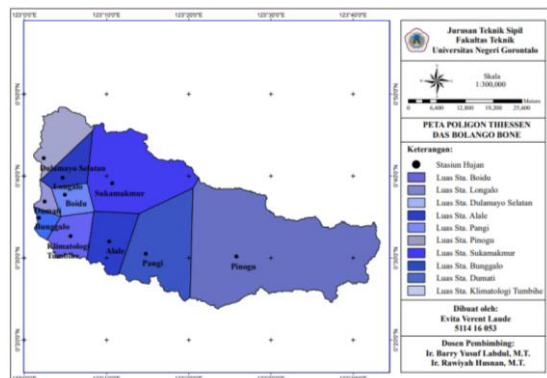 123°0'0"E
123°10'0"E
123°20'0"E
123°30'0"E
123°40'0"E
Dulamayo Selatan
Longalo
Boidu
Sukamakmur
Dumati
Bunggalo
Klimatologi
Tumbihe
Alale
Pangi
Pinogu
Jurusan Teknik Sipil
Fakultas Teknik
Universitas Negeri Gorontalo
Skala
1:300,000
Meters
0
6,400
12,800
19,200
25,600
PETA POLIGON THIESSEN
DAS BOLANGO BONE
Keterangan:
Stasiun Hujan
Luas Sta. Boidu
Luas Sta. Longalo
Luas Sta. Dulamayo Selatan
Luas Sta. Alale
Luas Sta. Pangi
Luas Sta. Pinogu
Luas Sta. Sukamakmur
Luas Sta. Bunggalo
Luas Sta. Dumati
Luas Sta. Klimatologi Tumbihe
Dibuat oleh:
Evita Verent Laude
5114 16 053
Dosen Pembimbing:
Ir. Barry Yusuf Labdul, M.T.
Ir. Rawiyah Husnan, M.T.